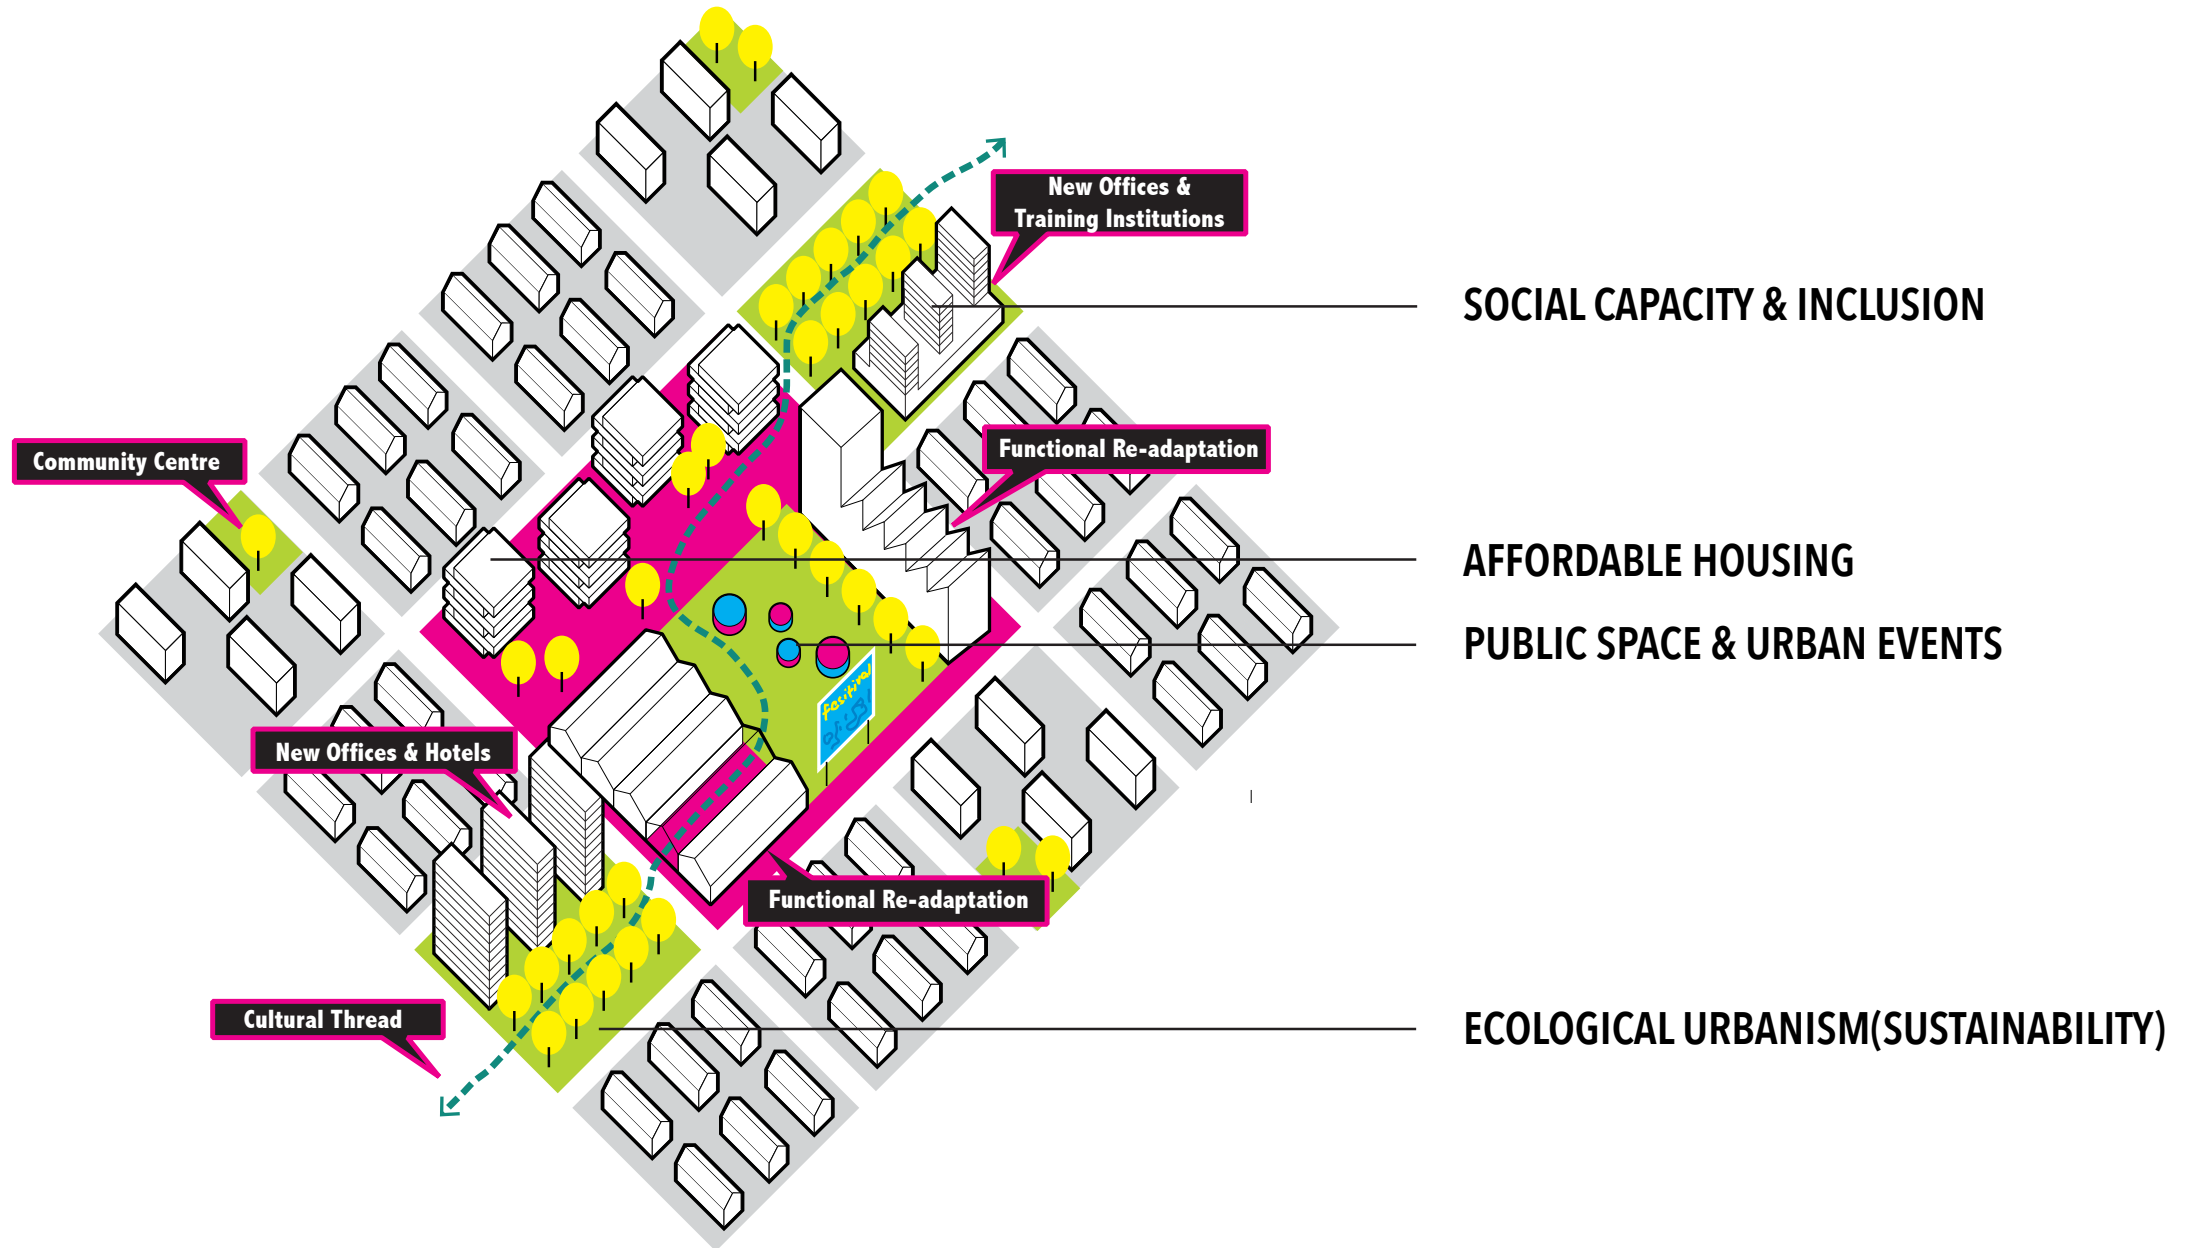 New Offices &
Training Institutions
SOCIAL CAPACITY & INCLUSION
Functional Re-adaptation
Community Centre
AFFORDABLE HOUSING
PUBLIC SPACE & URBAN EVENTS
fesitival
New Offices & Hotels
Functional Re-adaptation
Cultural Thread
ECOLOGICAL URBANISM(SUSTAINABILITY)